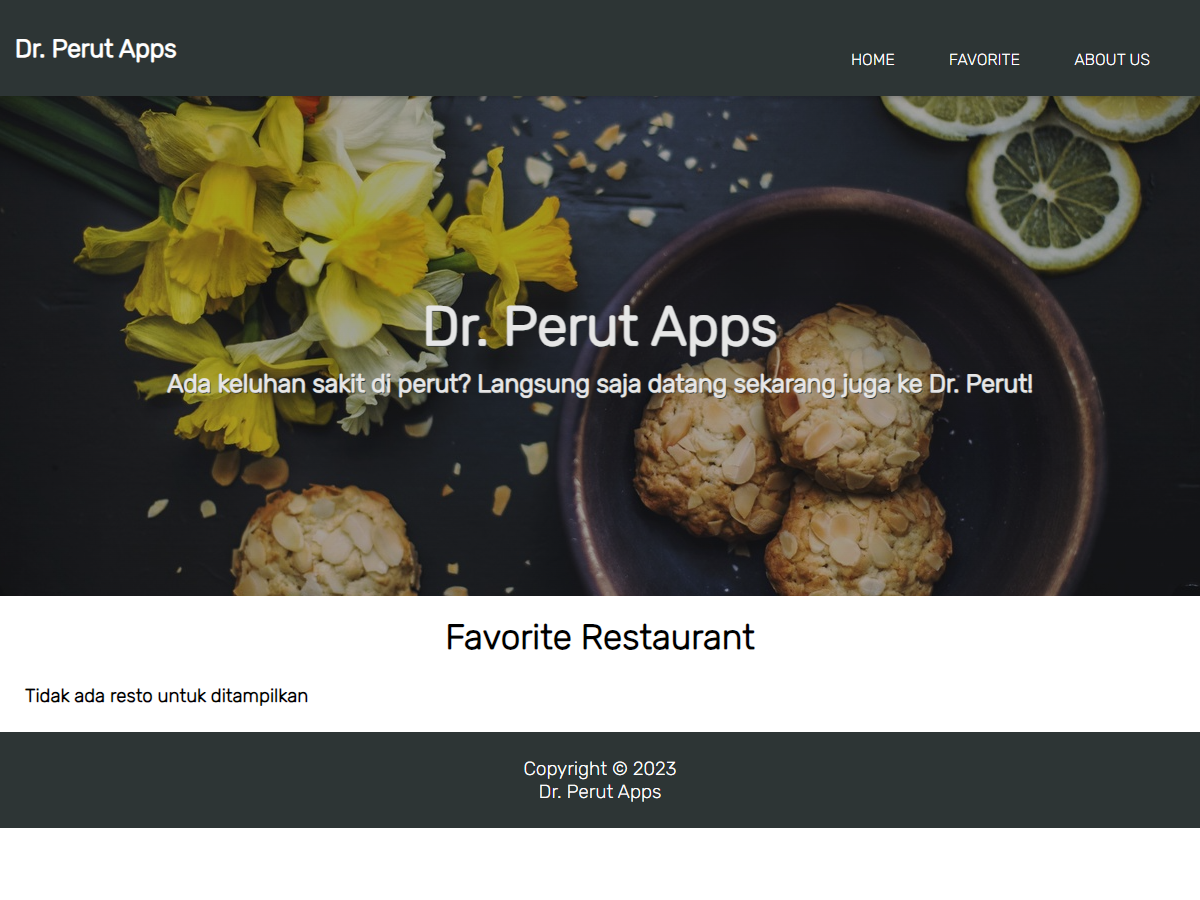 Dr. Perut Apps
HOME
FAVORITE
ABOUT US
Dr. Perut Apps
Ada keluhan sakit di perut? Langsung saja datang sekarang juga ke Dr. Perut!
Favorite Restaurant
Tidak ada resto untuk ditampilkan
Copyright © 2023
Dr. Perut Apps